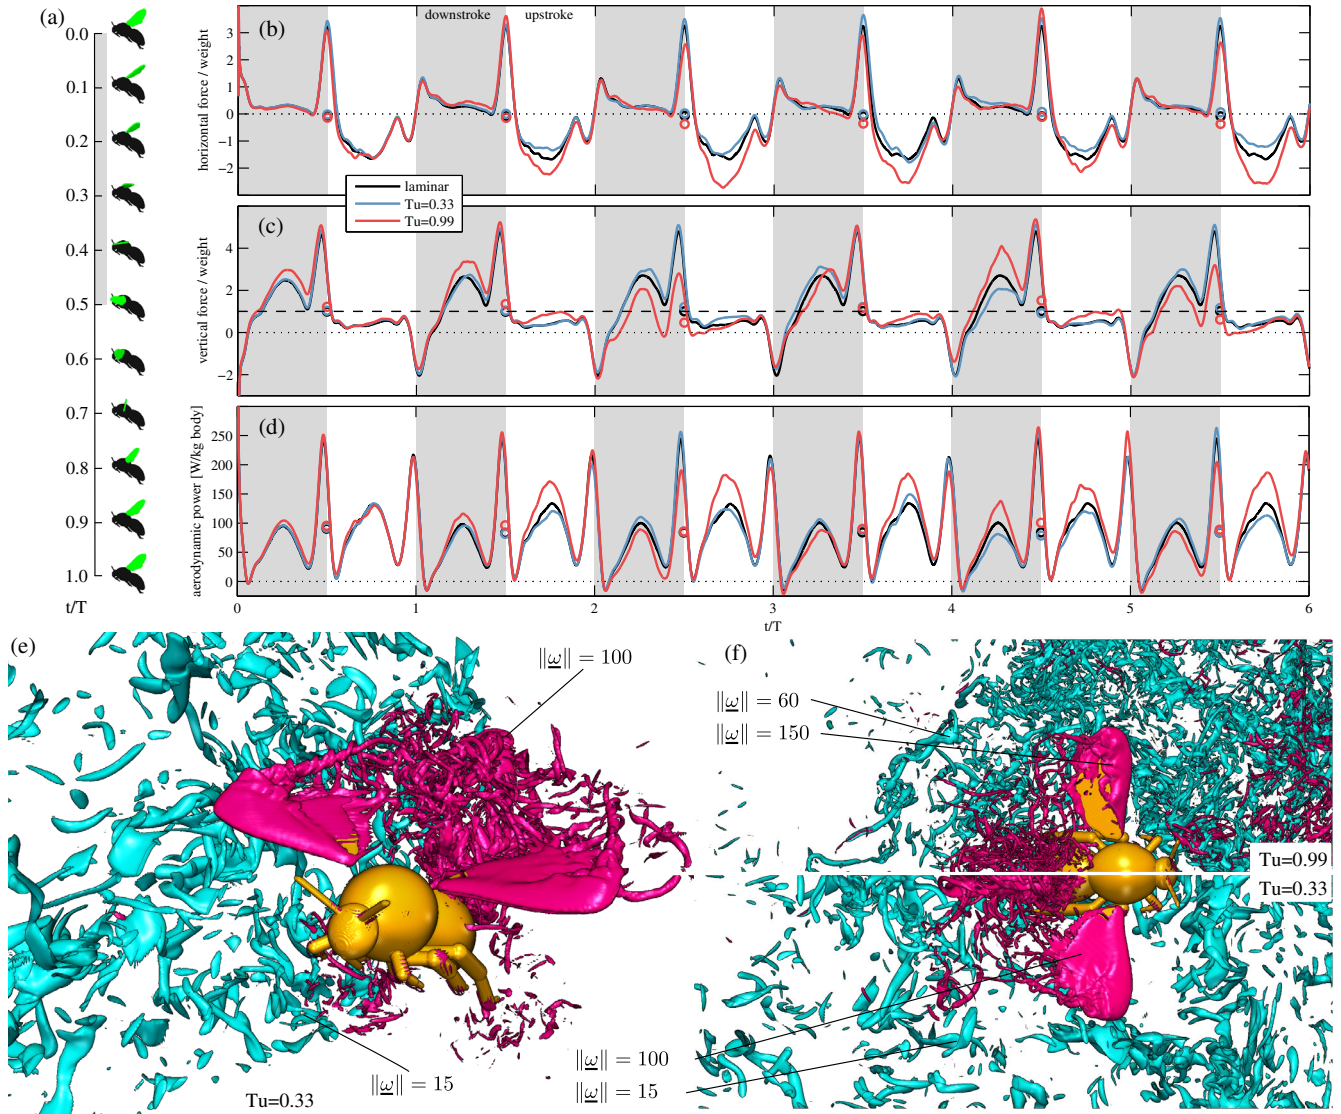 (a)
0.0
0.1
0.2
0.3
0.4
0.5
0.6
0.7
0.8
0.9
1.0
t/T
(b)
downstroke
upstroke
horizontal force / weight
3
2
1
0
−1
−2
laminar
Tu=0.33
Tu=0.99
(c)
vertical force / weight
4
2
0
−2
(d)
aerodynamic power [W/kg body]
250
200
150
100
50
0
0 1 2 3 4 5 6
t/T
(e)
‖ω‖ = 100
‖ω‖ = 15
Tu=0.33
(f)
‖ω‖ = 60
‖ω‖ = 150
Tu=0.99
Tu=0.33
‖ω‖ = 100
‖ω‖ = 15